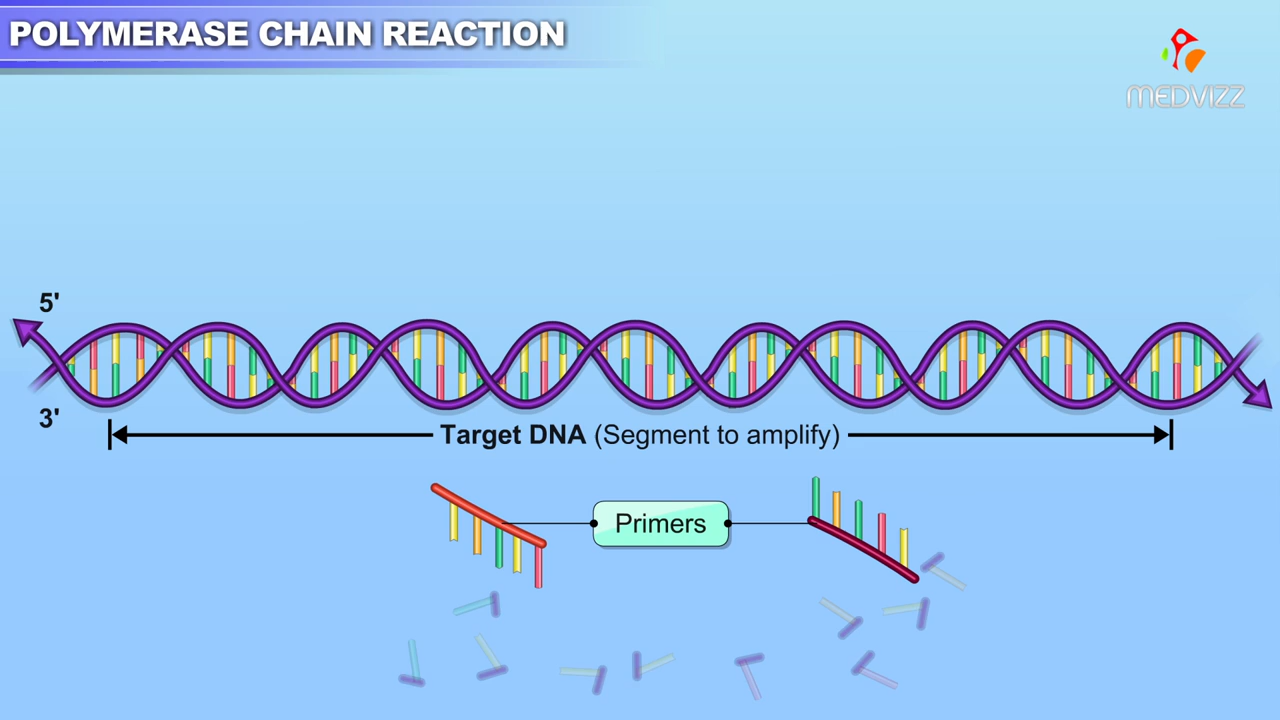 POLYMERASE CHAIN REACTION
MEDVIZZ
5'
3'
Target DNA (Segment to amplify)
Primers